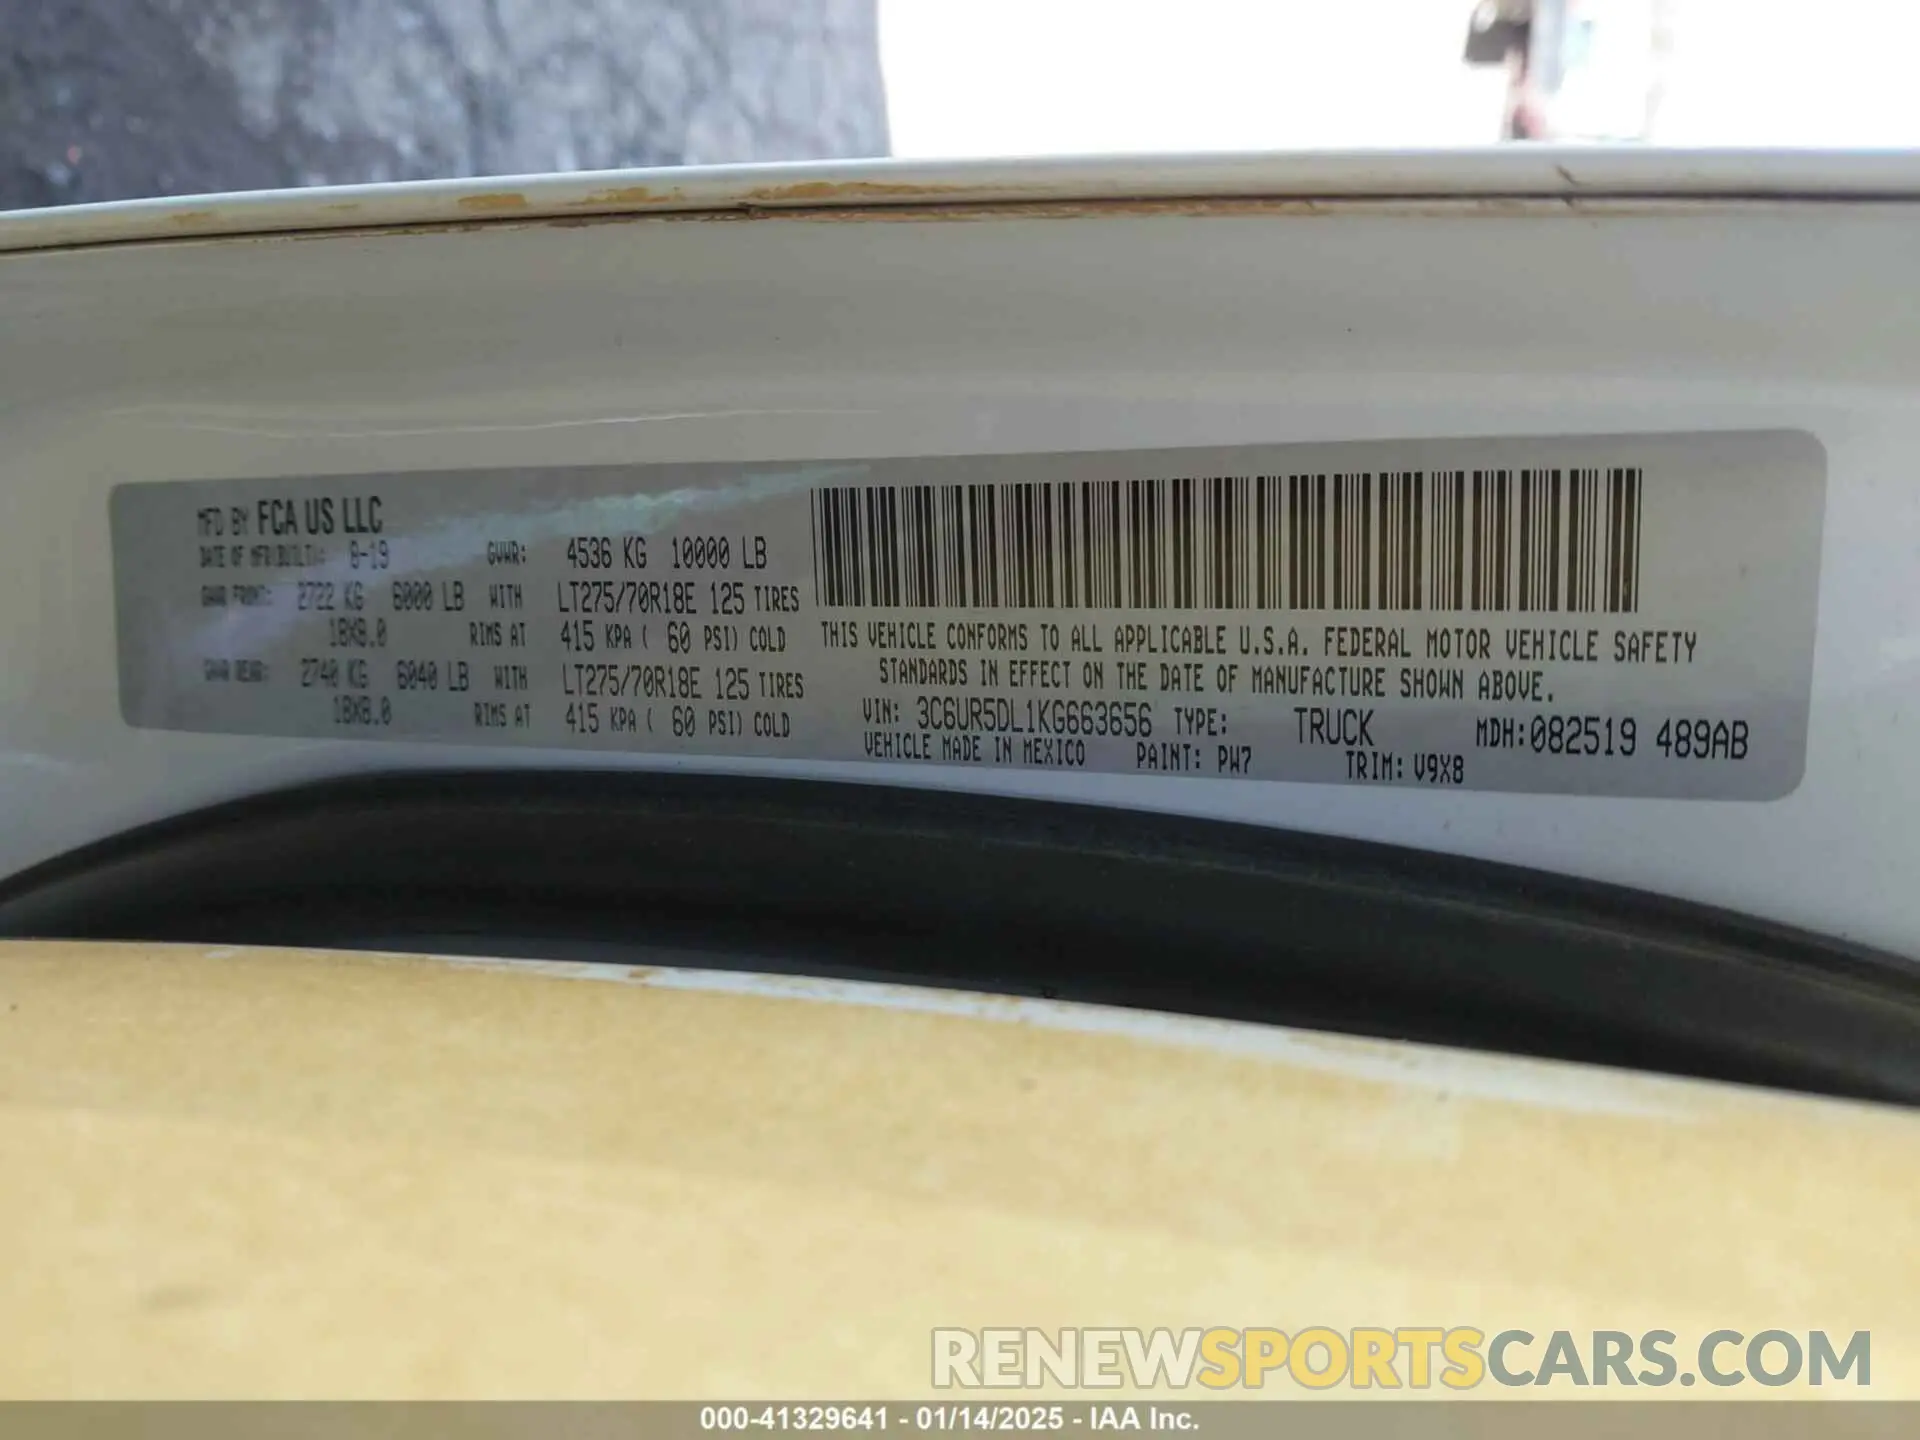 MFD BY FCA US LLC
DATE OF MFD(BUILT): 8-19 GVWR: 4536 KG 10000 LB
GAWR FRONT: 2722 KG 6000 LB WITH LT275/70R18E 125 TIRES
18X8.0 RIMS AT 415 KPA ( 60 PSI) COLD
GAWR REAR: 2740 KG 6040 LB WITH LT275/70R18E 125 TIRES
18X8.0 RIMS AT 415 KPA ( 60 PSI) COLD
THIS VEHICLE CONFORMS TO ALL APPLICABLE U.S.A. FEDERAL MOTOR VEHICLE SAFETY
STANDARDS IN EFFECT ON THE DATE OF MANUFACTURE SHOWN ABOVE.
VIN: 3C6UR5DL1KG663656 TYPE: TRUCK MDH:082519 489AB
VEHICLE MADE IN MEXICO PAINT: PW7 TRIM: V9X8
RENEWSPORTSCARS.COM
000-41329641 - 01/14/2025 - IAA Inc.